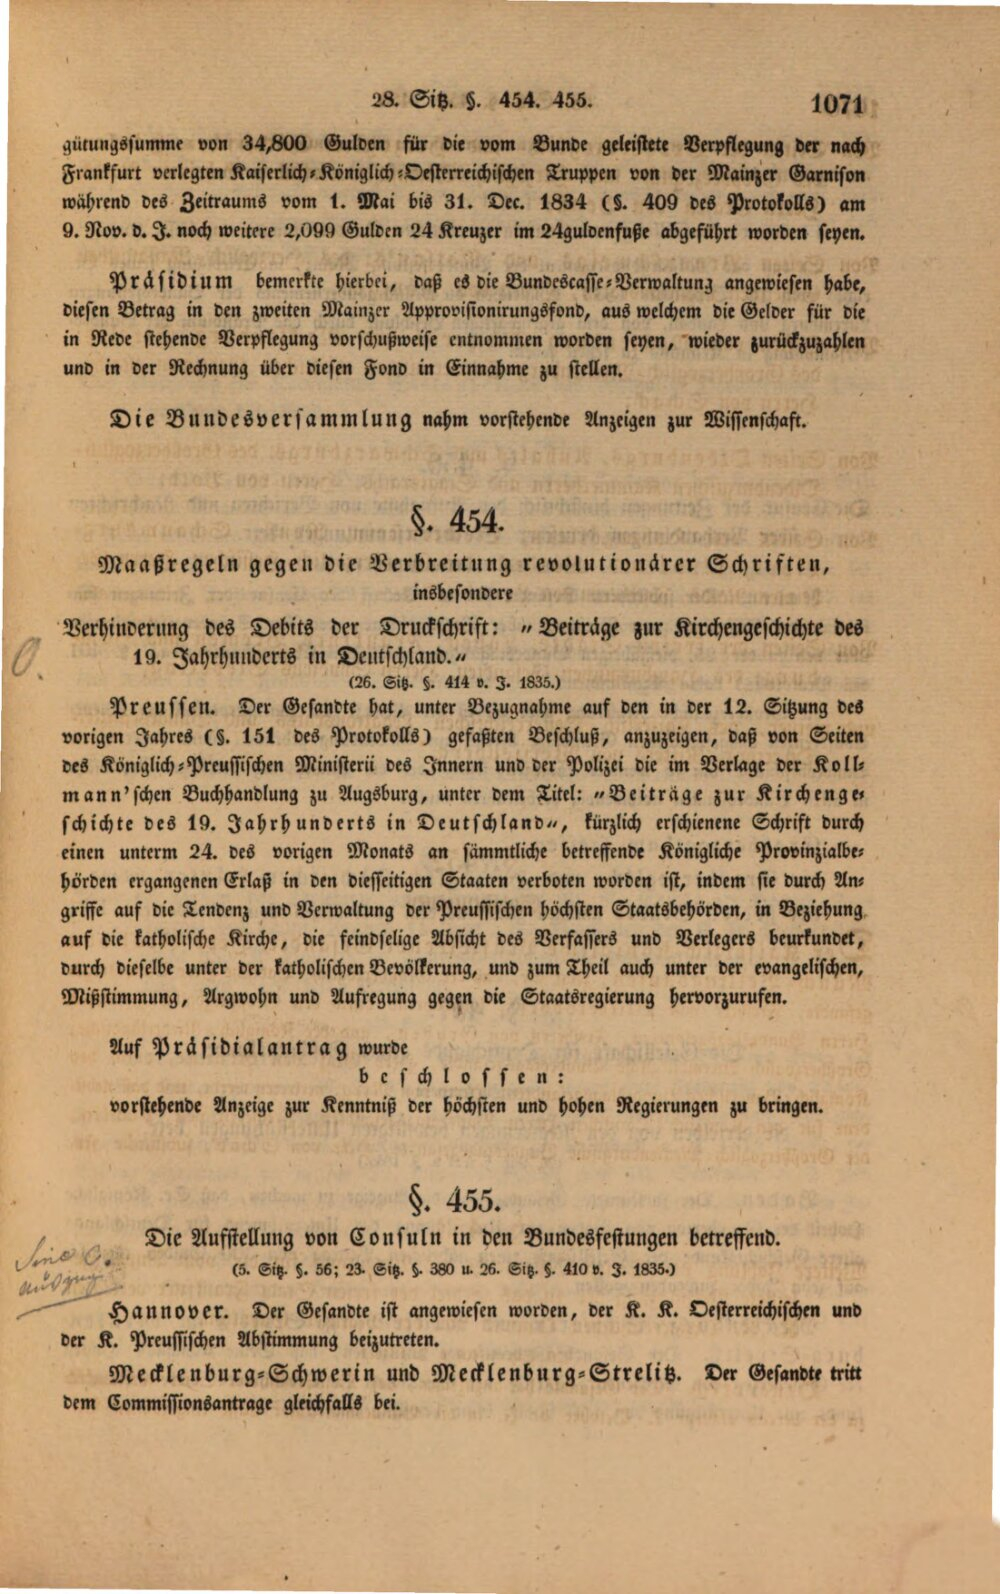 28. Sitz. §. 454. 455. 1071
gütungssumme von 34,800 Gulden für die vom Bunde geleistete Verpflegung der nach
Frankfurt verlegten Kaiserlich-Königlich-Oesterreichischen Truppen von der Mainzer Garnison
während des Zeitraums vom 1. Mai bis 31. Dec. 1834 (§. 409 des Protokolls) am
9. Nov. d. J. noch weitere 2,099 Gulden 24 Kreuzer im 24guldenfuße abgeführt worden seyen.
Präsidium bemerkte hierbei, daß es die Bundescasse-Verwaltung angewiesen habe,
diesen Betrag in den zweiten Mainzer Approvisionirungsfond, aus welchem die Gelder für die
in Rede stehende Verpflegung vorschußweise entnommen worden seyen, wieder zurückzuzahlen
und in der Rechnung über diesen Fond in Einnahme zu stellen.
Die Bundesversammlung nahm vorstehende Anzeigen zur Wissenschaft.
§. 454.
Maaßregeln gegen die Verbreitung revolutionärer Schriften,
insbesondere
Verhinderung des Debits der Druckschrift: „Beiträge zur Kirchengeschichte des
19. Jahrhunderts in Deutschland.“
(26. Sitz. §. 414 v. J. 1835.)
Preussen. Der Gesandte hat, unter Bezugnahme auf den in der 12. Sitzung des
vorigen Jahres (§. 151 des Protokolls) gefaßten Beschluß, anzuzeigen, daß von Seiten
des Königlich-Preussischen Ministerii des Innern und der Polizei die im Verlage der Koll-
mann'schen Buchhandlung zu Augsburg, unter dem Titel: „Beiträge zur Kirchenge-
schichte des 19. Jahrhunderts in Deutschland“, kürzlich erschienene Schrift durch
einen unterm 24. des vorigen Monats an sämmtliche betreffende Königliche Provinzialbe-
hörden ergangenen Erlaß in den diesseitigen Staaten verboten worden ist, indem sie durch An-
griffe auf die Tendenz und Verwaltung der Preussischen höchsten Staatsbehörden, in Beziehung
auf die katholische Kirche, die feindselige Absicht des Verfassers und Verlegers beurkundet,
durch dieselbe unter der katholischen Bevölkerung, und zum Theil auch unter der evangelischen,
Mißstimmung, Argwohn und Aufregung gegen die Staatsregierung hervorzurufen.
Auf Präsidialantrag wurde
beschlossen:
vorstehende Anzeige zur Kenntniß der höchsten und hohen Regierungen zu bringen.
§. 455.
Die Aufstellung von Consuln in den Bundesfestungen betreffend.
(5. Sitz. §. 56; 23. Sitz. §. 380 u. 26. Sitz. §. 410 v. J. 1835.)
Hannover. Der Gesandte ist angewiesen worden, der K. K. Oesterreichischen und
der K. Preussischen Abstimmung beizutreten.
Mecklenburg-Schwerin und Mecklenburg-Strelitz. Der Gesandte tritt
dem Commissionsantrage gleichfalls bei.